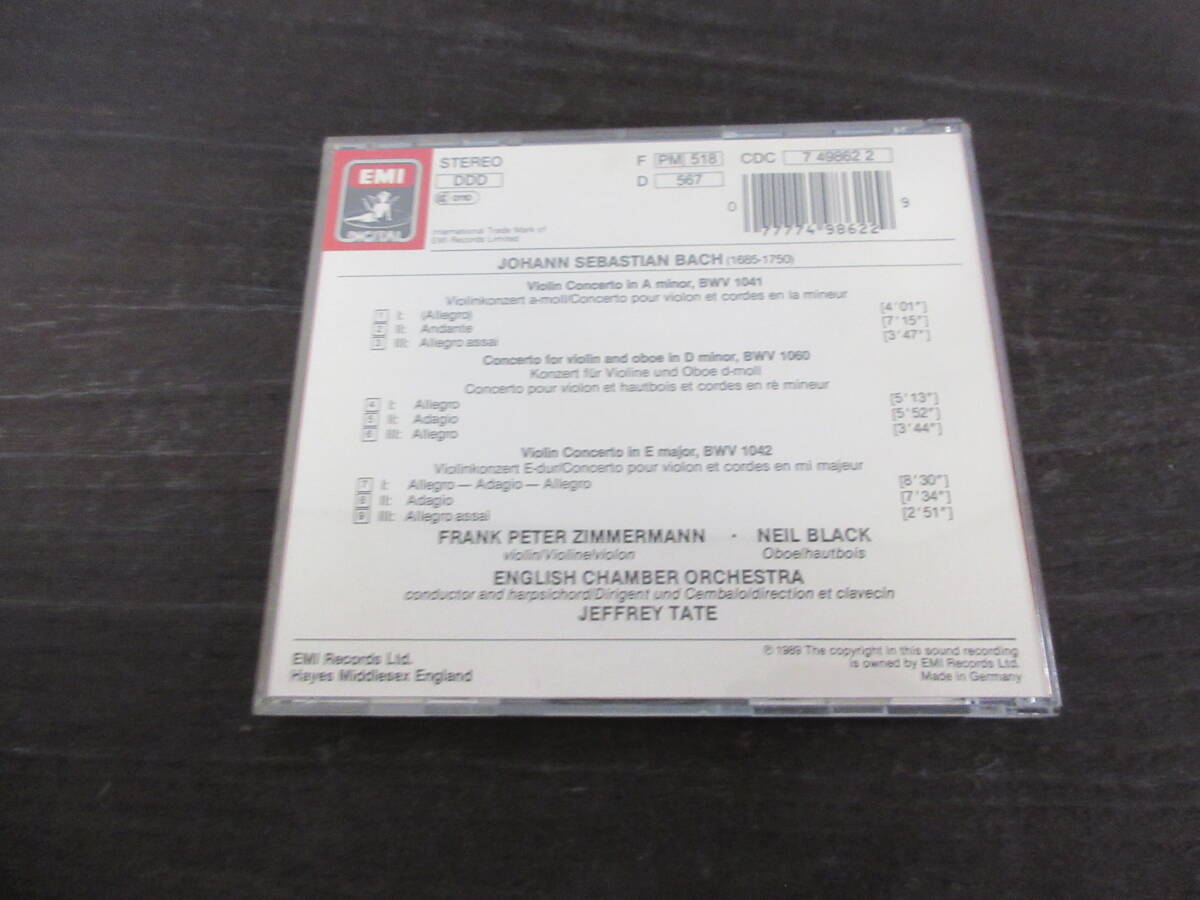 EMI
DIGITAL
STEREO
DDD
F PM 518 CDC 7 49862 2
D 567
0 77774 98622 9
International Trade Mark of
EMI Records Limited
JOHANN SEBASTIAN BACH (1685-1750)
Violin Concerto in A minor, BWV 1041
Violinkonzert a-moll/Concerto pour violon et cordes en la mineur
1 I: (Allegro) [4'01"]
2 II: Andante [7'15"]
3 III: Allegro assai [3'47"]
Concerto for violin and oboe in D minor, BWV 1060
Konzert für Violine und Oboe d-moll
Concerto pour violon et hautbois et cordes en rè mineur
4 I: Allegro [5'13"]
5 II: Adagio [5'52"]
6 III: Allegro [3'44"]
Violin Concerto in E major, BWV 1042
Violinkonzert E-dur/Concerto pour violon et cordes en mi majeur
7 I: Allegro — Adagio — Allegro [8'30"]
8 II: Adagio [7'34"]
9 III: Allegro assai [2'51"]
FRANK PETER ZIMMERMANN · NEIL BLACK
violin/Violine/violon Oboe/hautbois
ENGLISH CHAMBER ORCHESTRA
conductor and harpsichord/Dirigent und Cembalo/direction et clavecin
JEFFREY TATE
EMI Records Ltd.
Hayes Middlesex England
℗ 1989 The copyright in this sound recording
is owned by EMI Records Ltd.
Made in Germany